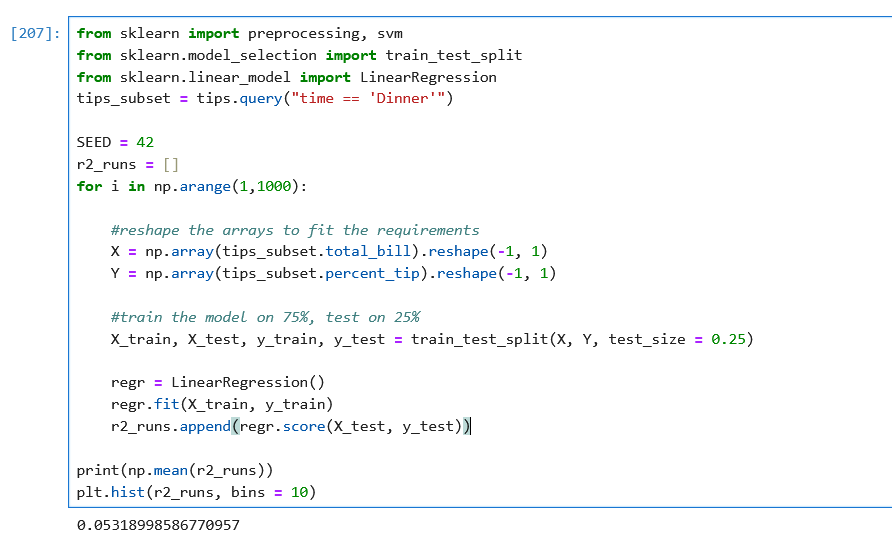 [207]: from sklearn import preprocessing, svm
from sklearn.model_selection import train_test_split
from sklearn.linear_model import LinearRegression
tips_subset = tips.query("time == 'Dinner'")

SEED = 42
r2_runs = []
for i in np.arange(1,1000):

    #reshape the arrays to fit the requirements
    X = np.array(tips_subset.total_bill).reshape(-1, 1)
    Y = np.array(tips_subset.percent_tip).reshape(-1, 1)

    #train the model on 75%, test on 25%
    X_train, X_test, y_train, y_test = train_test_split(X, Y, test_size = 0.25)

    regr = LinearRegression()
    regr.fit(X_train, y_train)
    r2_runs.append(regr.score(X_test, y_test))

print(np.mean(r2_runs))
plt.hist(r2_runs, bins = 10)
0.05318998586770957